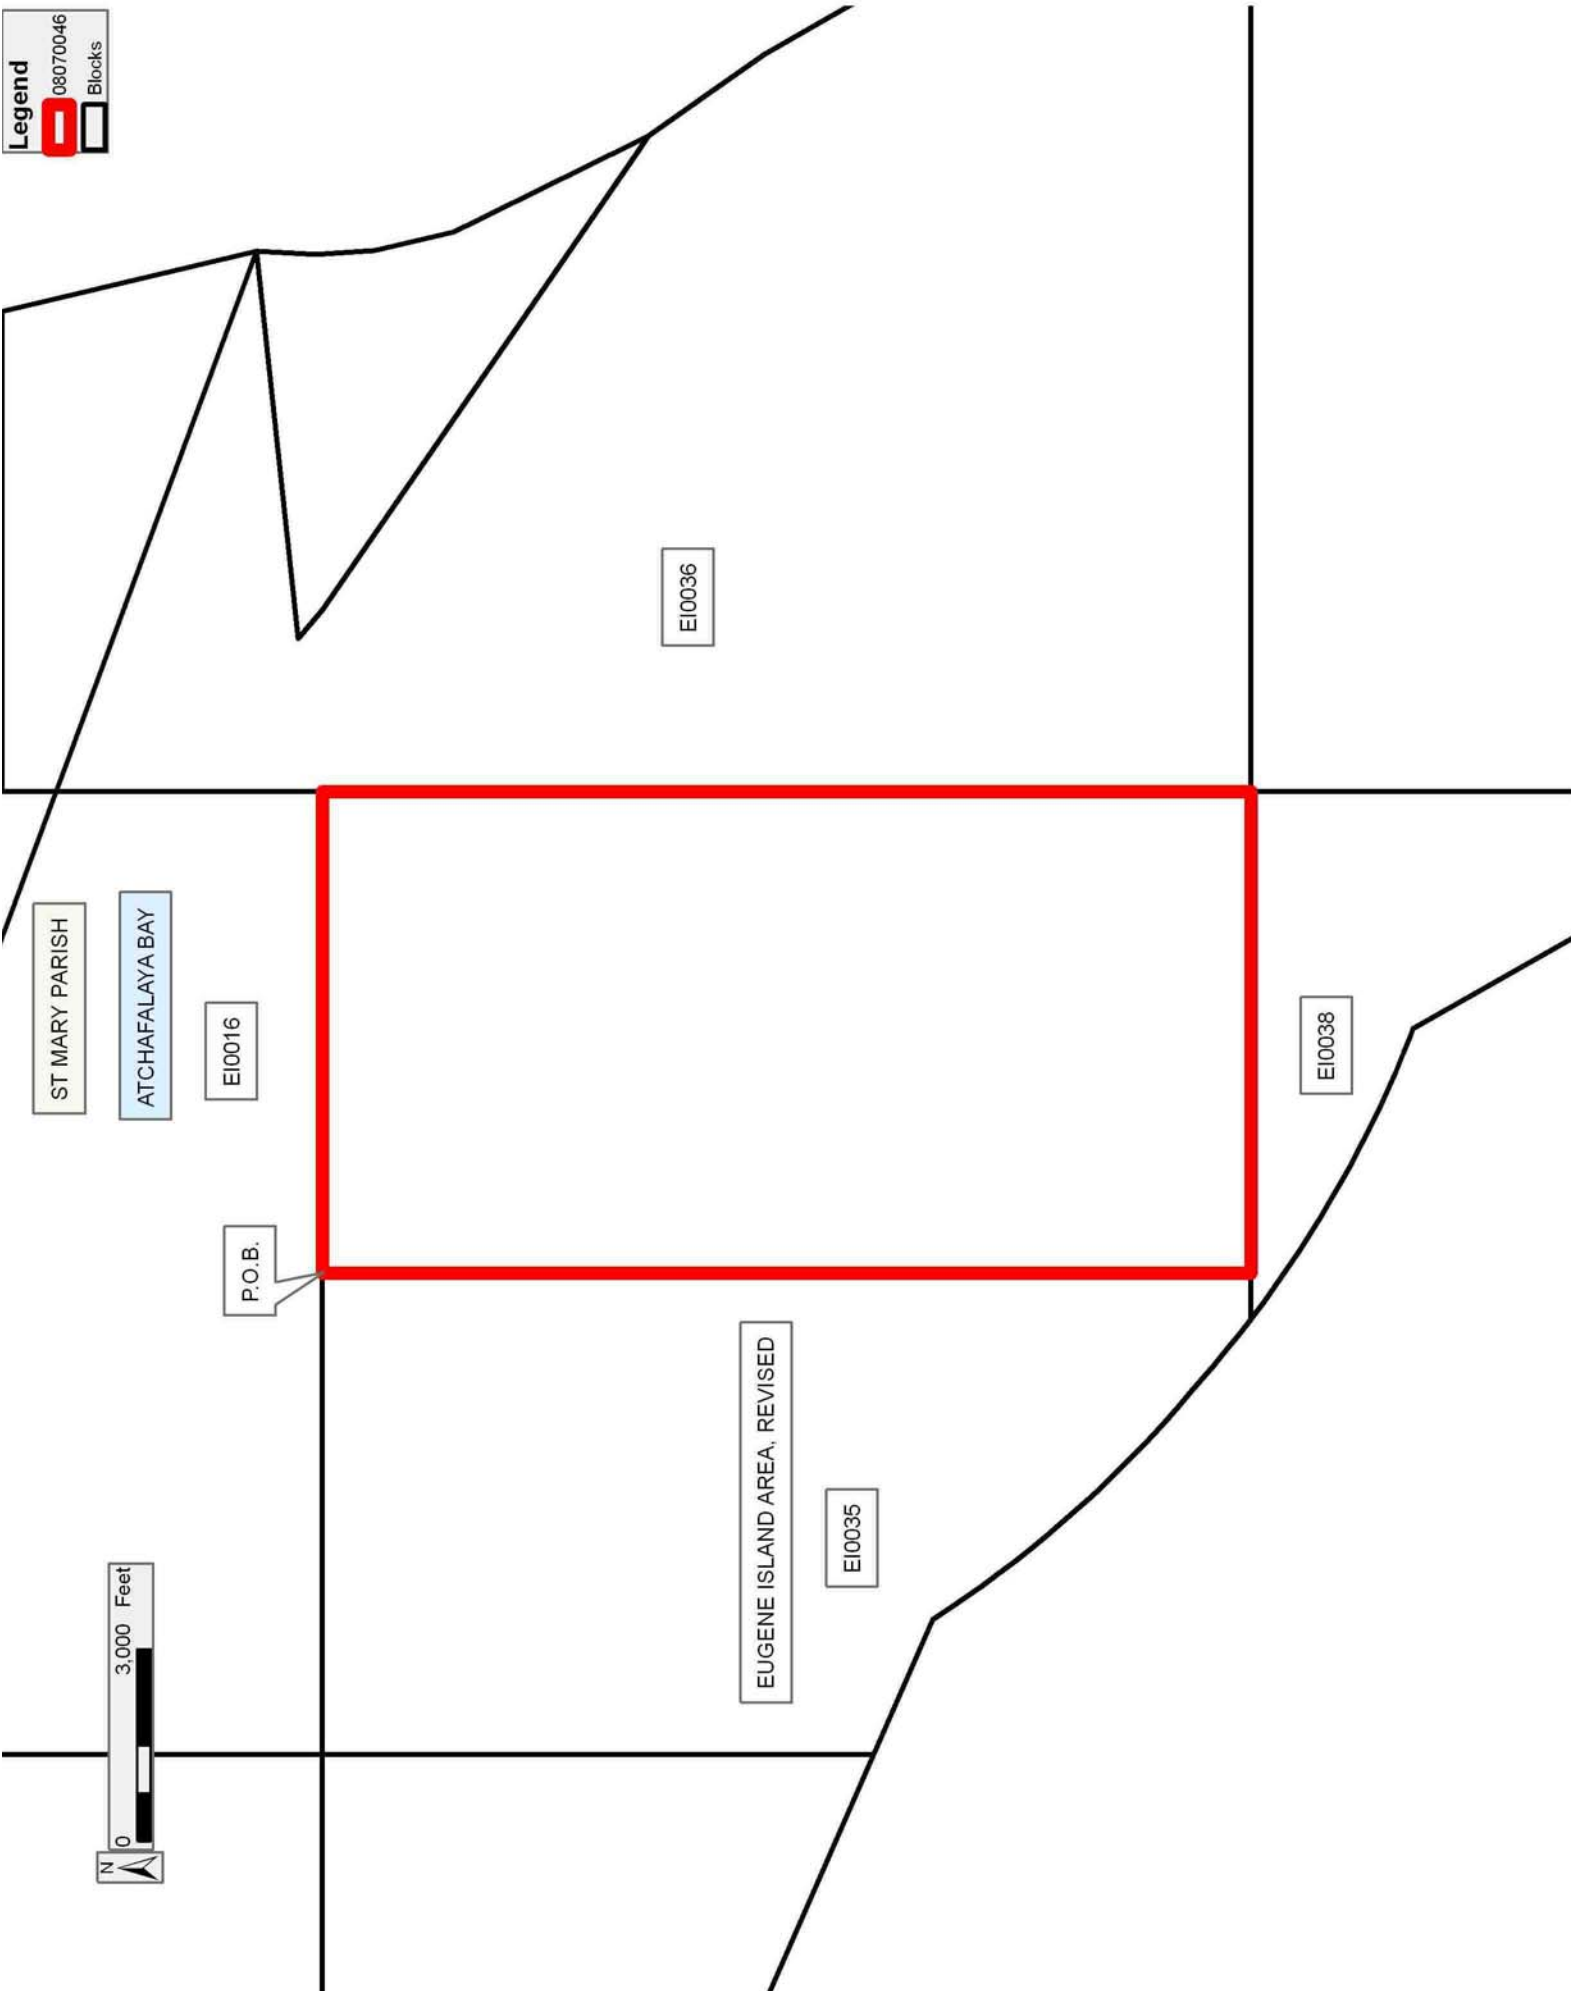 Legend
08070046
Blocks
ST MARY PARISH
ATCHAFALAYA BAY
EI0016
P.O.B.
N
0 3,000 Feet
EI0036
EUGENE ISLAND AREA, REVISED
EI0035
EI0038